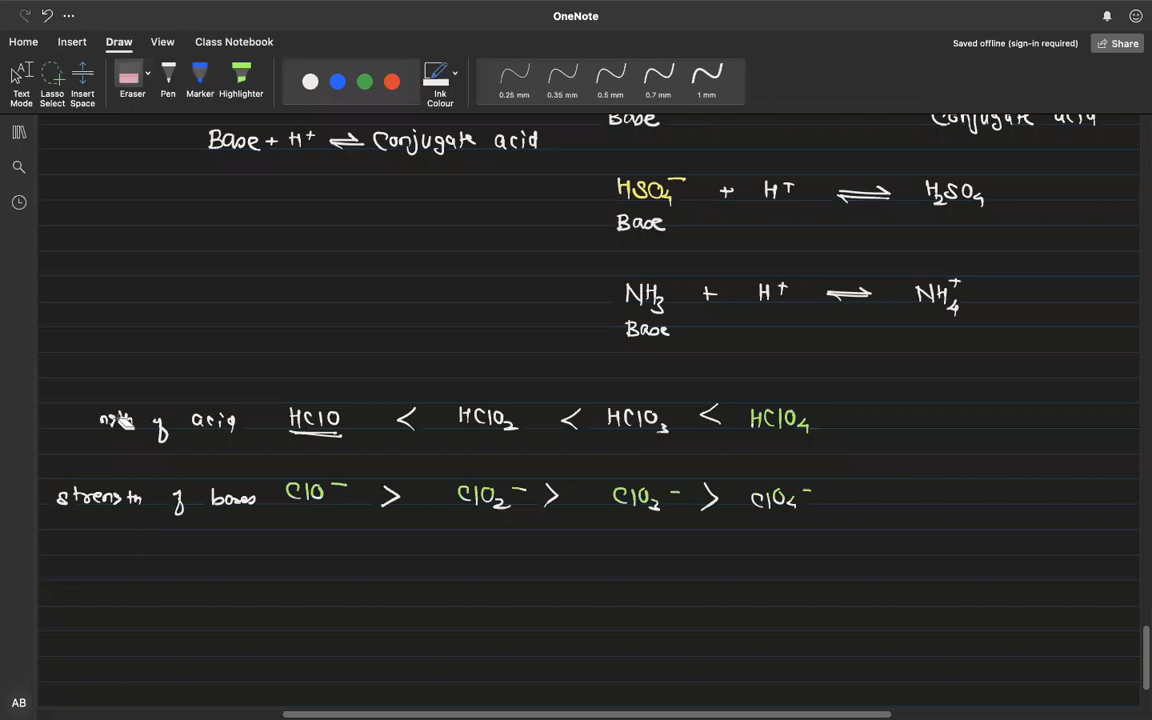 OneNote
Home Insert Draw View Class Notebook
Saved offline (sign-in required) Share
Text Mode Lasso Select Insert Space Eraser Pen Marker Highlighter Ink Colour 0.25 mm 0.35 mm 0.5 mm 0.7 mm 1 mm
Base Conjugate acid
Base + H⁺ ⇌ Conjugate acid
HSO₄⁻ + H⁺ ⇌ H₂SO₄
Base
NH₃ + H⁺ ⇌ NH₄⁺
Base
of acid HClO < HClO₂ < HClO₃ < HClO₄
strength of bases ClO⁻ > ClO₂⁻ > ClO₃⁻ > ClO₄⁻
AB